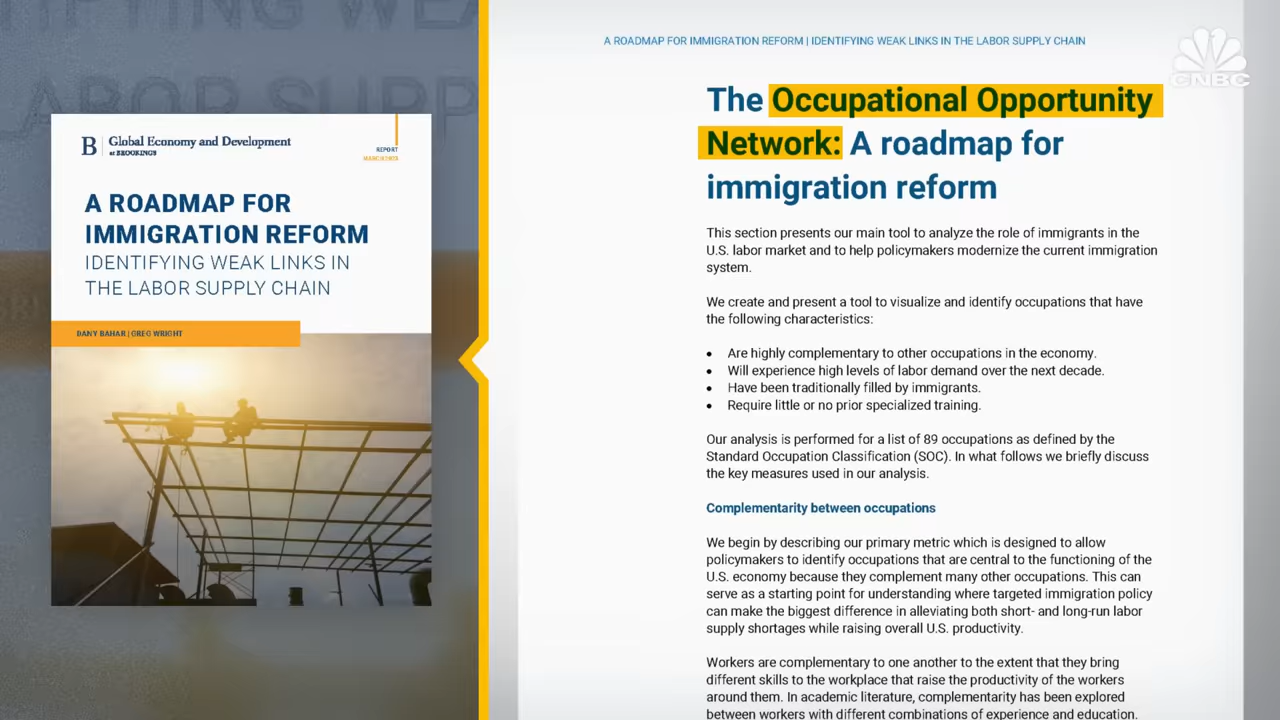 B Global Economy and Development
at BROOKINGS
REPORT
A ROADMAP FOR
IMMIGRATION REFORM
IDENTIFYING WEAK LINKS IN
THE LABOR SUPPLY CHAIN
DANY BAHAR | GREG WRIGHT
A ROADMAP FOR IMMIGRATION REFORM | IDENTIFYING WEAK LINKS IN THE LABOR SUPPLY CHAIN
CNBC
The Occupational Opportunity
Network: A roadmap for
immigration reform
This section presents our main tool to analyze the role of immigrants in the
U.S. labor market and to help policymakers modernize the current immigration
system.
We create and present a tool to visualize and identify occupations that have
the following characteristics:
• Are highly complementary to other occupations in the economy.
• Will experience high levels of labor demand over the next decade.
• Have been traditionally filled by immigrants.
• Require little or no prior specialized training.
Our analysis is performed for a list of 89 occupations as defined by the
Standard Occupation Classification (SOC). In what follows we briefly discuss
the key measures used in our analysis.
Complementarity between occupations
We begin by describing our primary metric which is designed to allow
policymakers to identify occupations that are central to the functioning of the
U.S. economy because they complement many other occupations. This can
serve as a starting point for understanding where targeted immigration policy
can make the biggest difference in alleviating both short- and long-run labor
supply shortages while raising overall U.S. productivity.
Workers are complementary to one another to the extent that they bring
different skills to the workplace that raise the productivity of the workers
around them. In academic literature, complementarity has been explored
between workers with different combinations of experience and education.